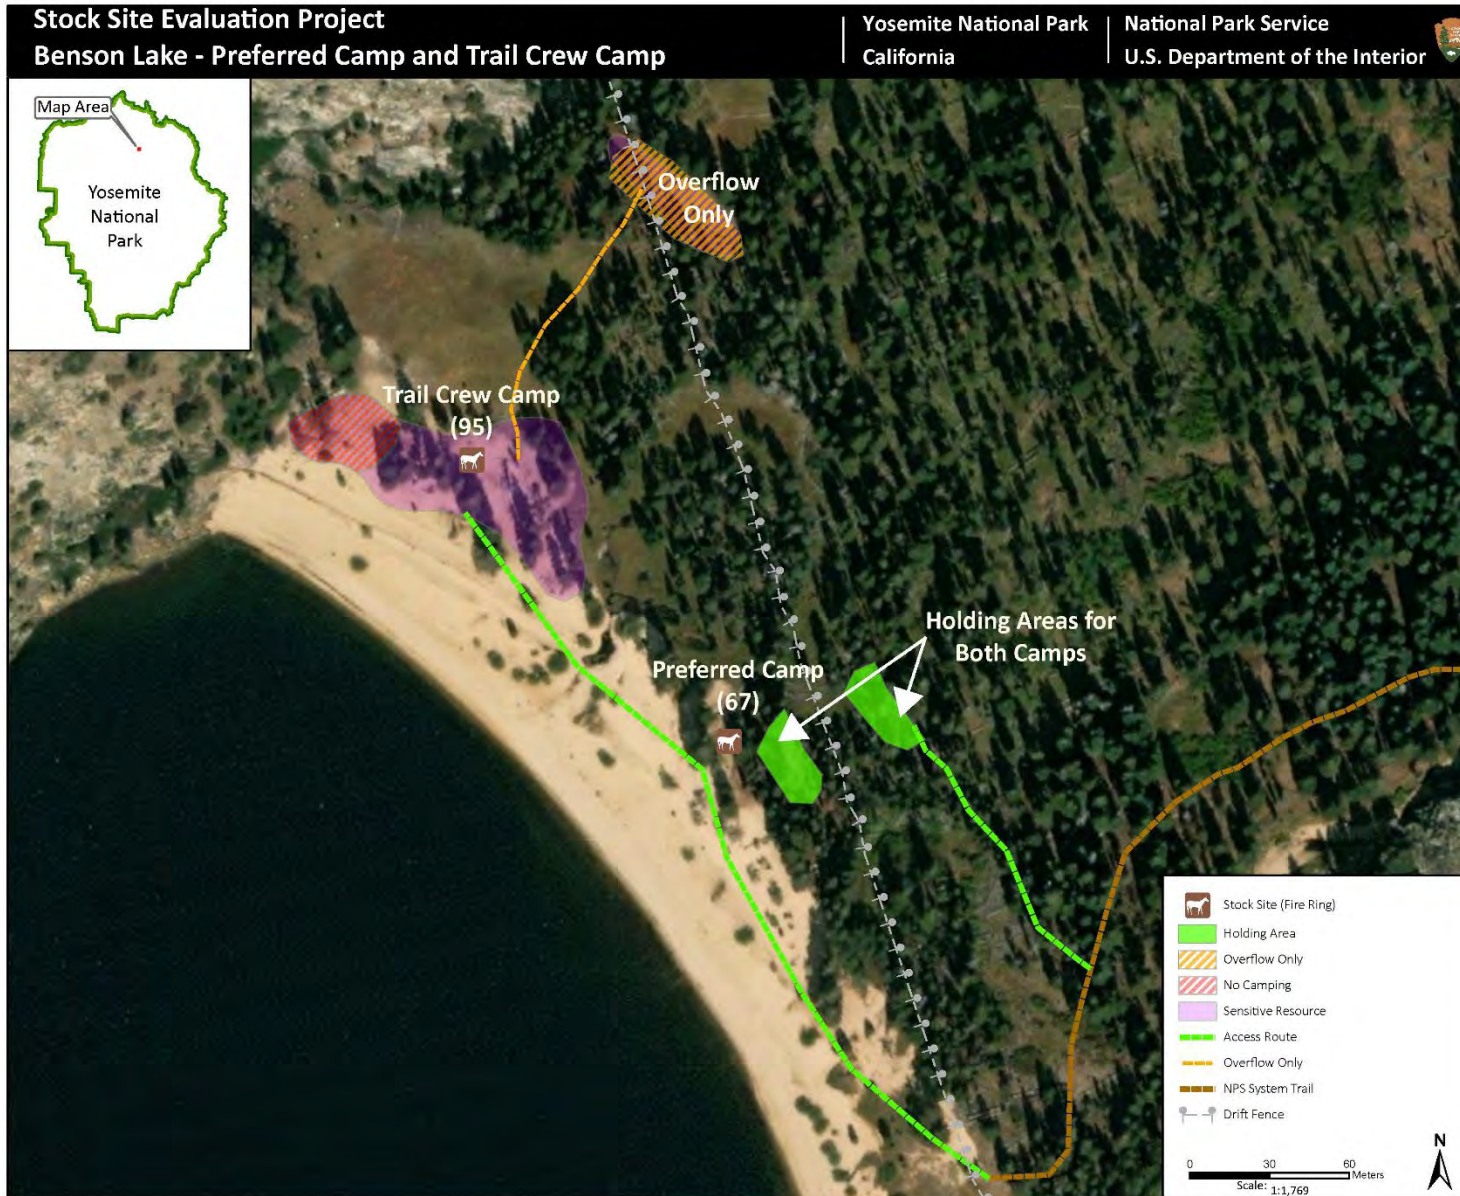 Stock Site Evaluation Project
Benson Lake - Preferred Camp and Trail Crew Camp
Yosemite National Park
California
National Park Service
U.S. Department of the Interior
Map Area
Yosemite
National
Park
Overflow
Only
Trail Crew Camp
(95)
Holding Areas for
Both Camps
Preferred Camp
(67)
Stock Site (Fire Ring)
Holding Area
Overflow Only
No Camping
Sensitive Resource
Access Route
Overflow Only
NPS System Trail
Drift Fence
N
0 30 60
Meters
Scale: 1:1,769